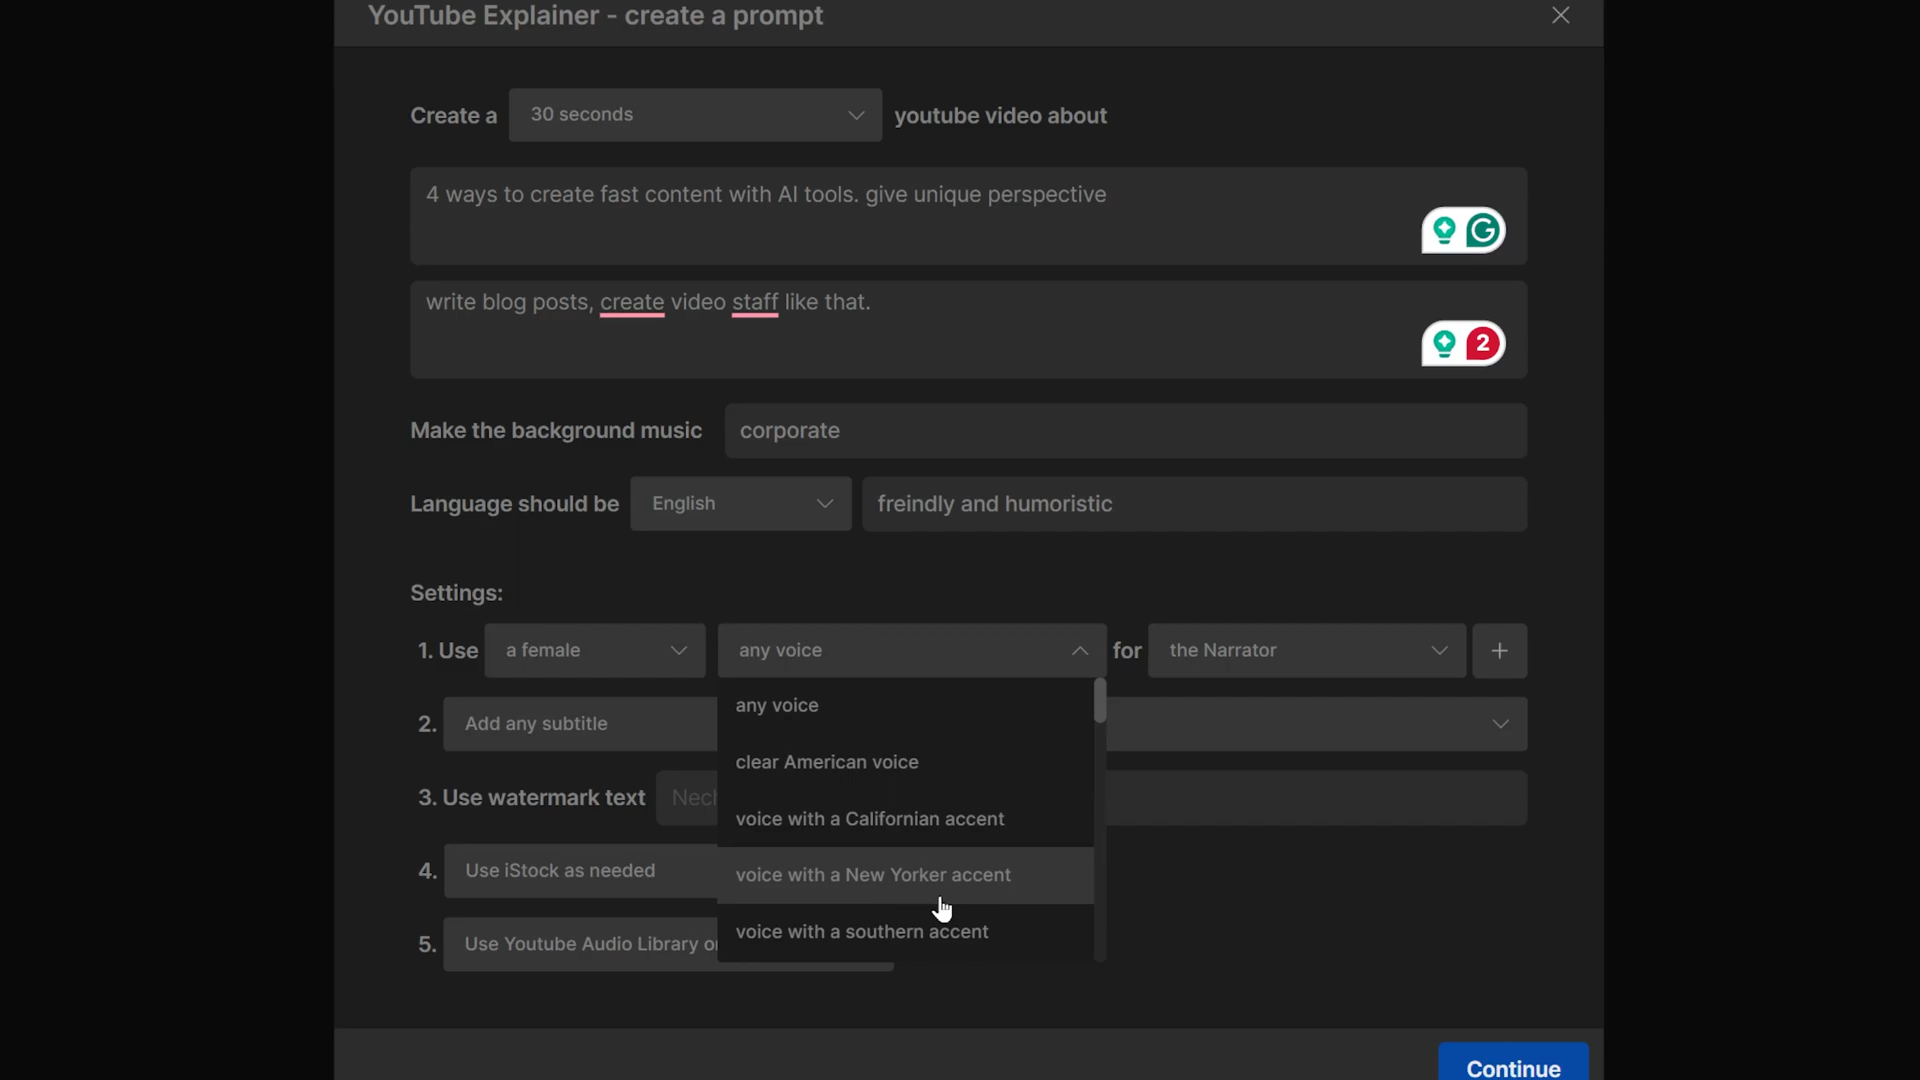 YouTube Explainer - create a prompt
Create a 30 seconds youtube video about
4 ways to create fast content with AI tools. give unique perspective
write blog posts, create video staff like that.
2
Make the background music corporate
Language should be English freindly and humoristic
Settings:
1. Use a female any voice for the Narrator +
any voice
2. Add any subtitle
clear American voice
3. Use watermark text
voice with a Californian accent
4. Use iStock as needed
voice with a New Yorker accent
5. Use Youtube Audio Library
voice with a southern accent
Continue